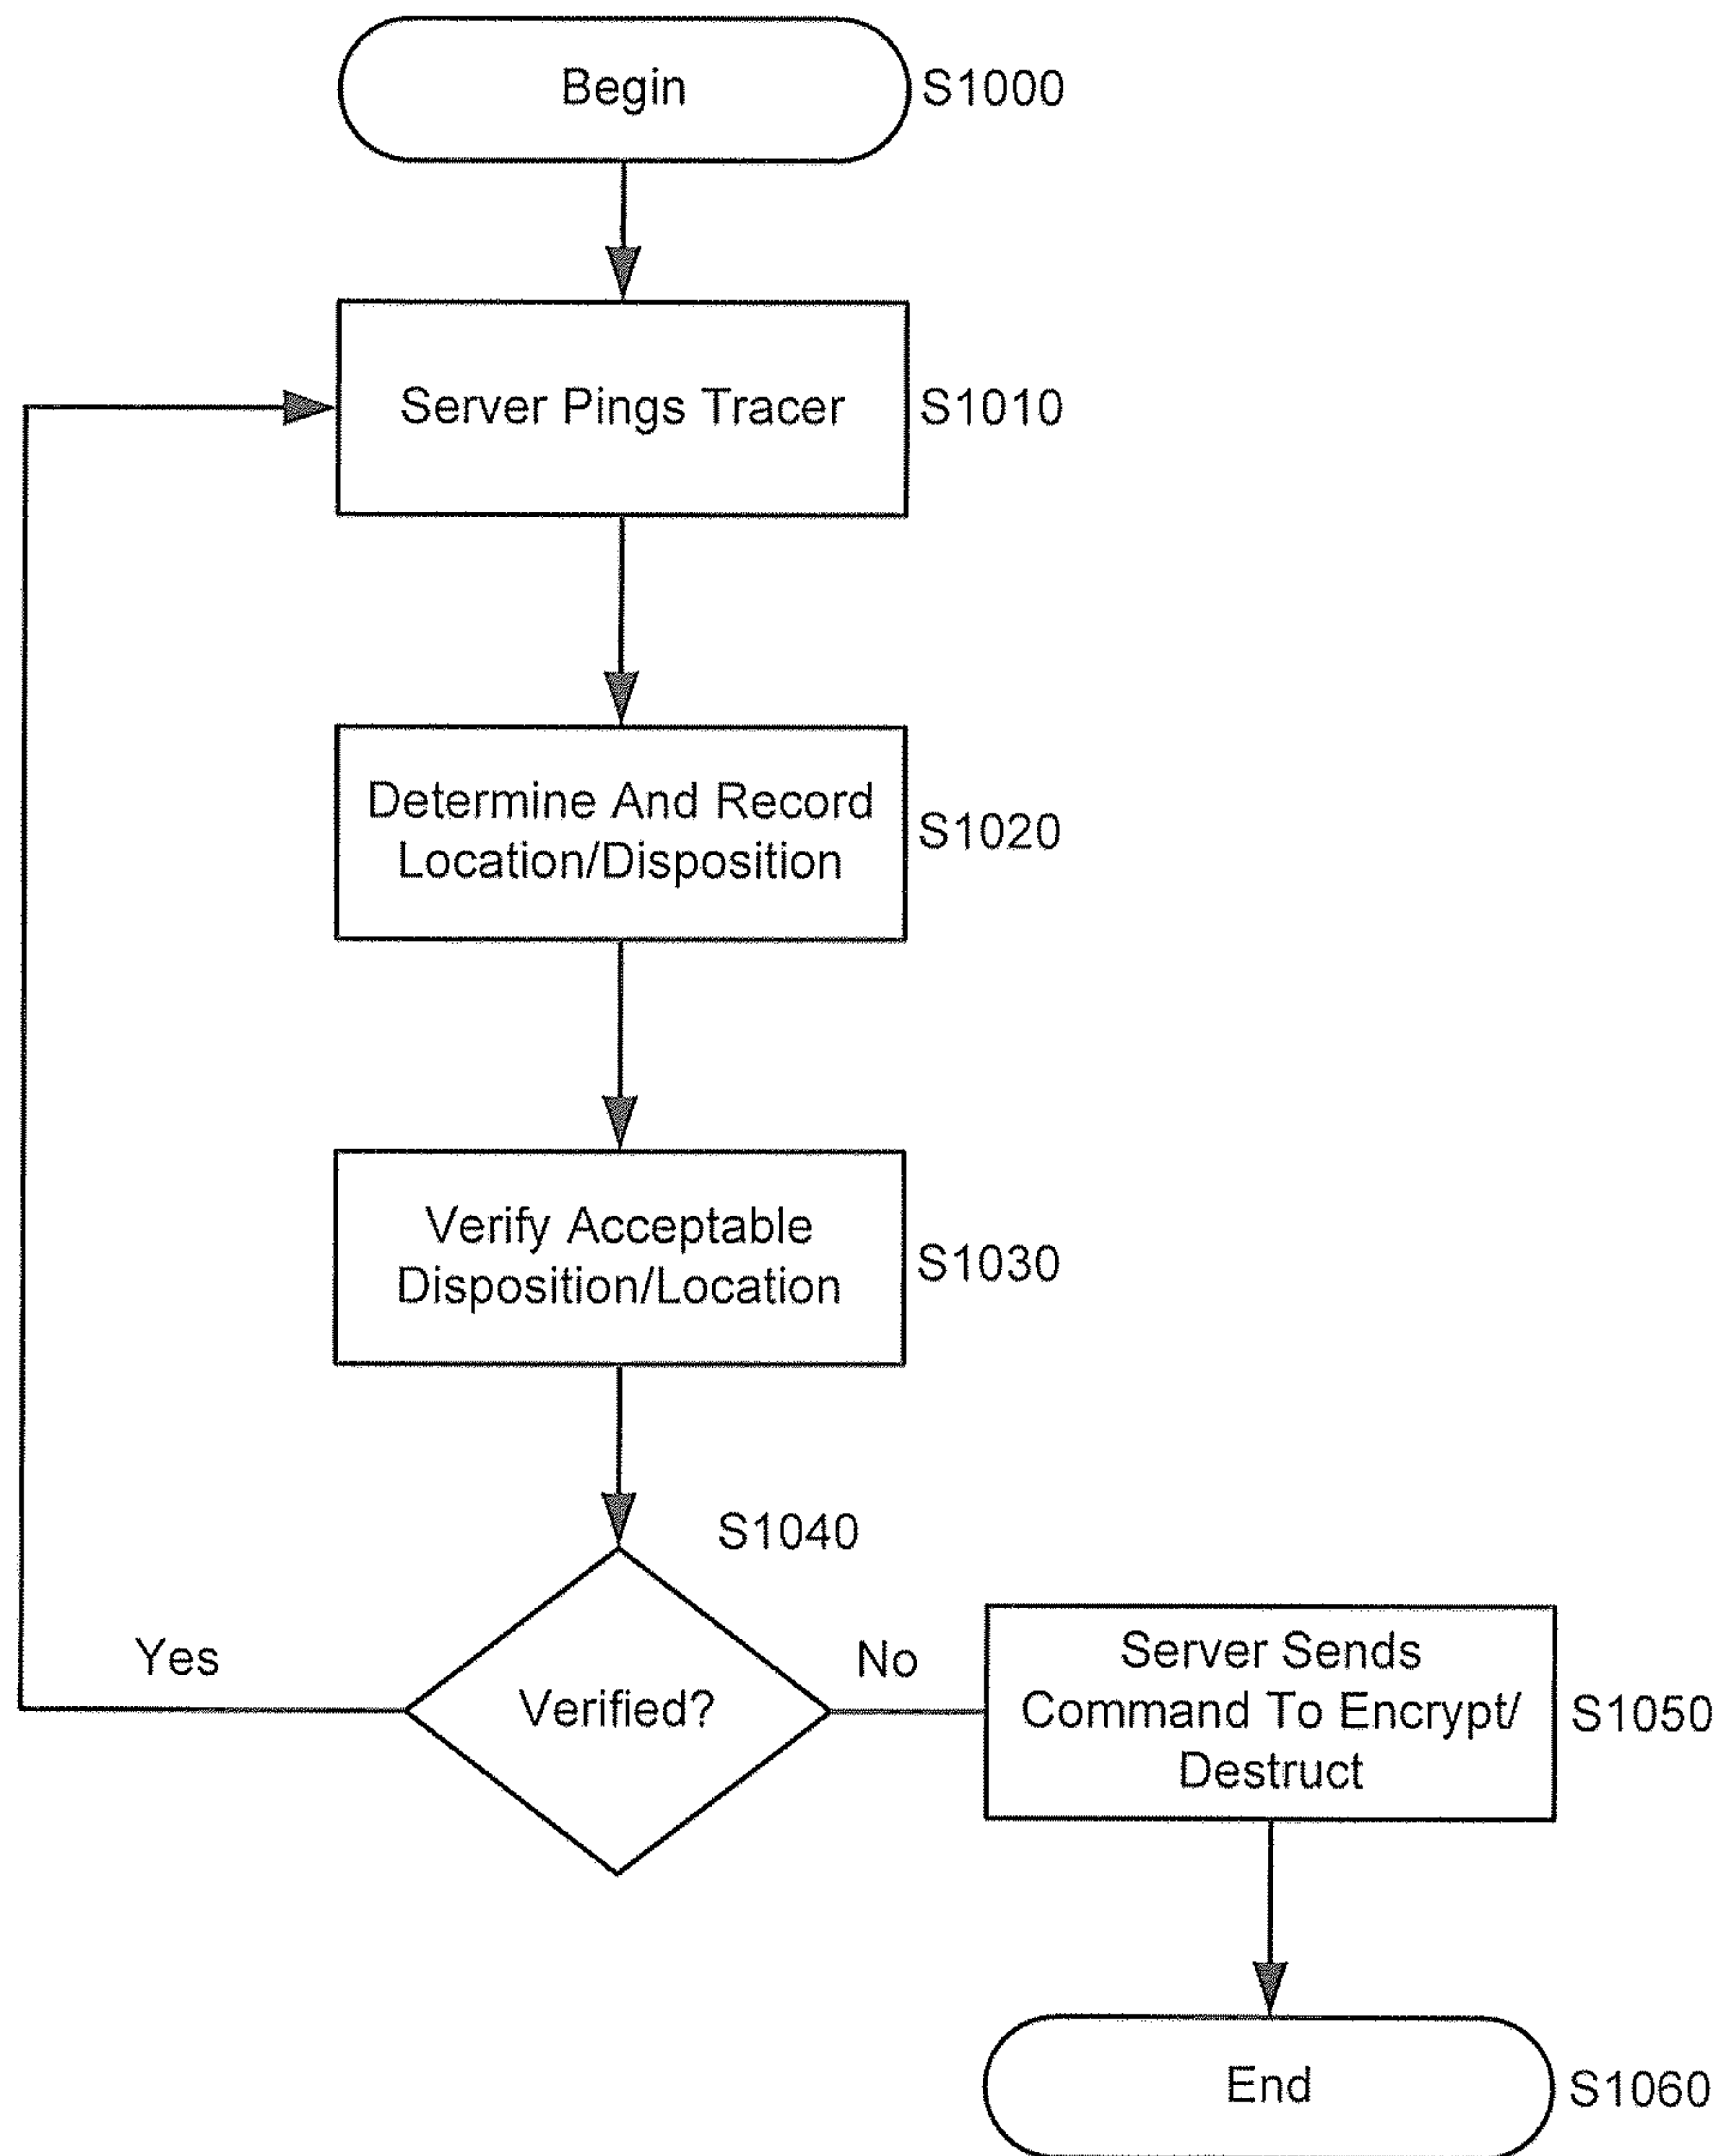 Begin
S1000
Server Pings Tracer
S1010
Determine And Record
Location/Disposition
S1020
Verify Acceptable
Disposition/Location
S1030
S1040
Yes
Verified?
No
Server Sends
Command To Encrypt/
Destruct
S1050
End
S1060